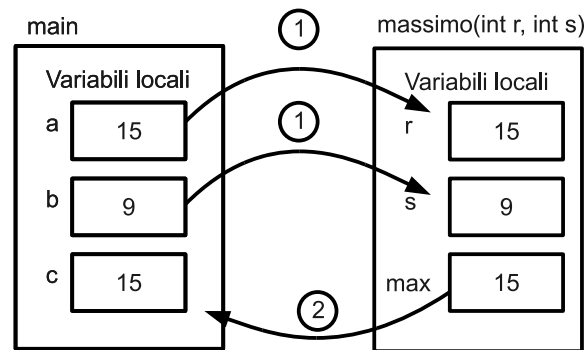 main
Variabili locali
a
15
b
9
c
15
1
1
2
massimo(int r, int s)
Variabili locali
r
15
s
9
max
15